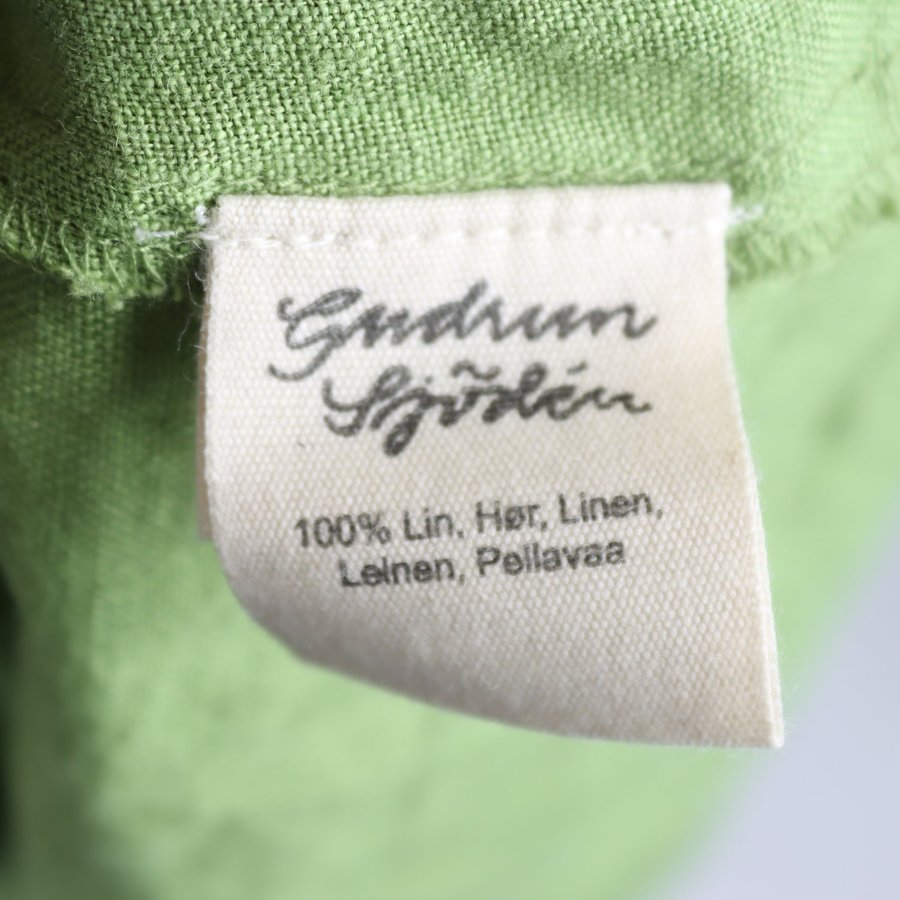 Gudrun
Sjödén
100% Lin, Hør, Linen,
Leinen, Pellavaa